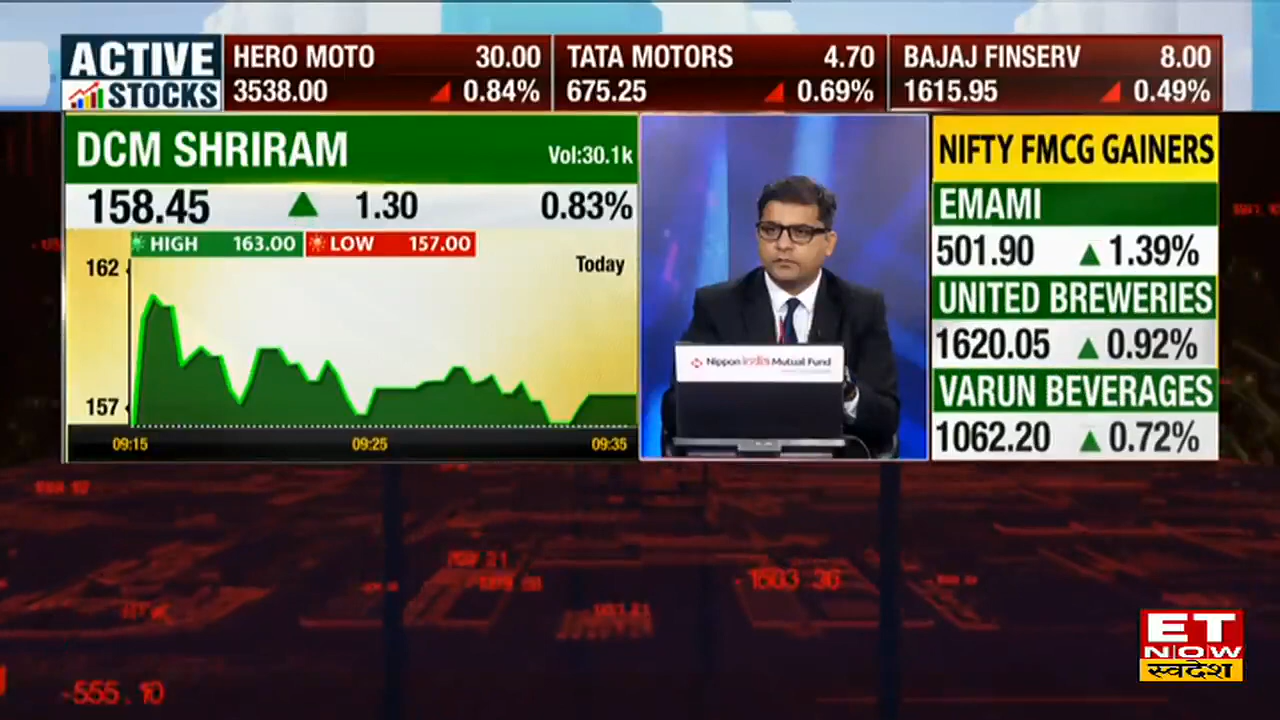 ACTIVE STOCKS
HERO MOTO 30.00
3538.00 0.84%
TATA MOTORS 4.70
675.25 0.69%
BAJAJ FINSERV 8.00
1615.95 0.49%
DCM SHRIRAM Vol:30.1k
158.45 1.30 0.83%
HIGH 163.00 LOW 157.00
Today
162
157
09:15 09:25 09:35
Nippon india Mutual Fund
NIFTY FMCG GAINERS
EMAMI
501.90 1.39%
UNITED BREWERIES
1620.05 0.92%
VARUN BEVERAGES
1062.20 0.72%
-1603 36
-555.10
ET
NOW
स्वदेश